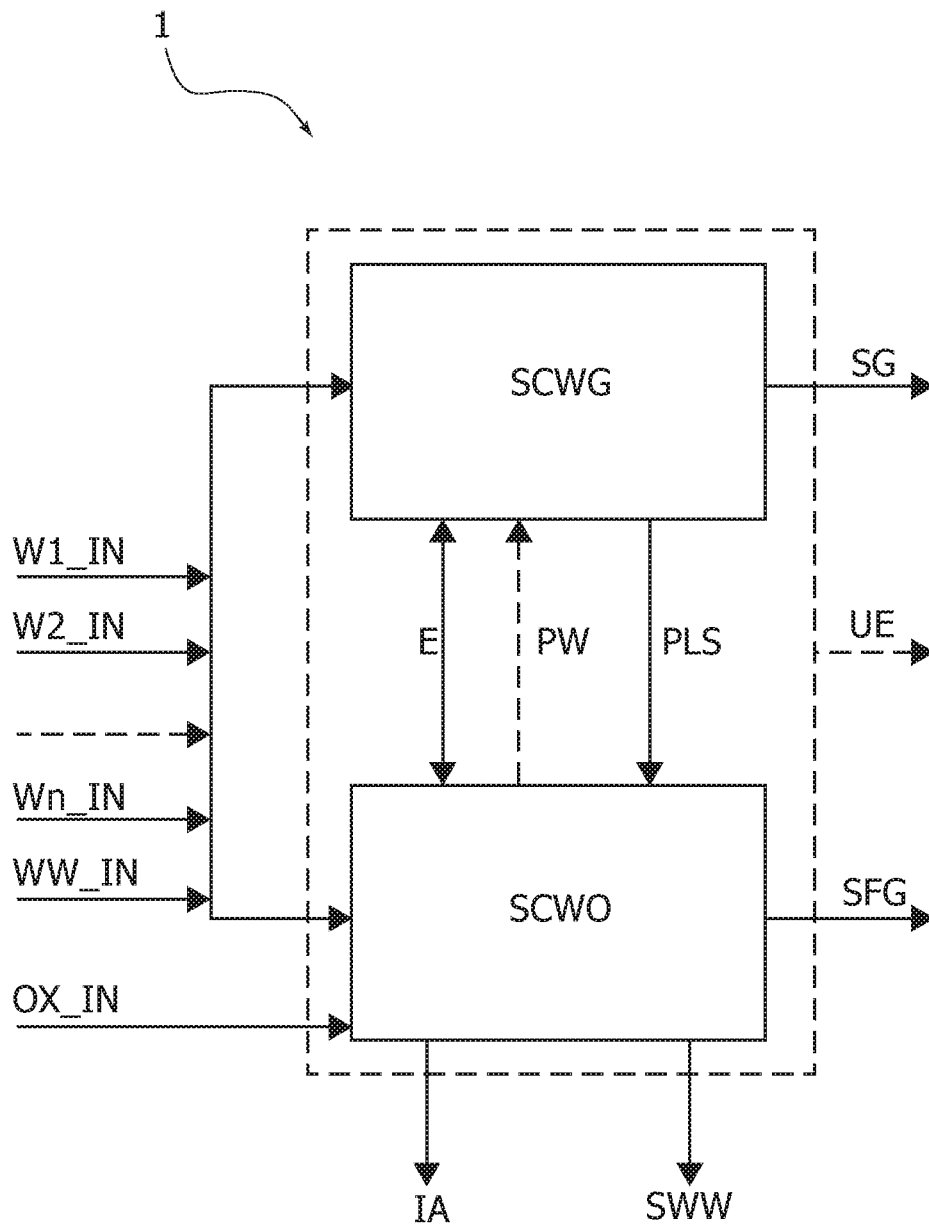 1
SCWG
SG
W1_IN
W2_IN
E
PW
PLS
UE
Wn_IN
WW_IN
SCWO
SFG
OX_IN
IA
SWW